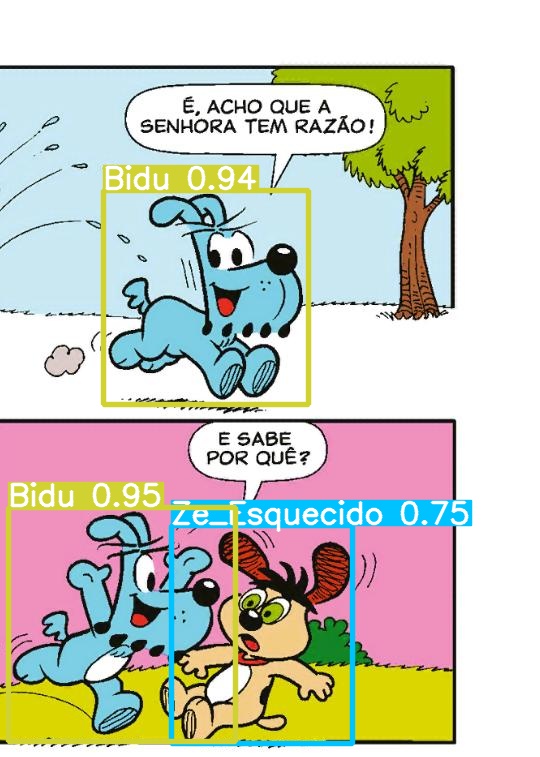 É, ACHO QUE A
SENHORA TEM RAZÃO!
Bidu 0.94
E SABE
POR QUÊ?
Bidu 0.95
Ze_Esquecido 0.75